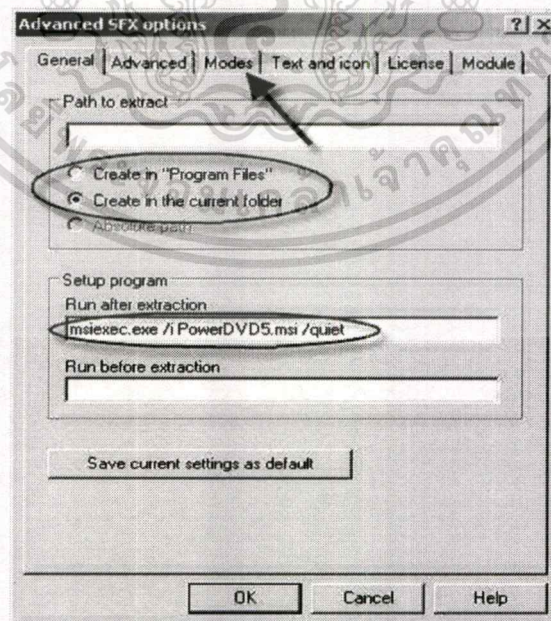 Advanced SFX options
General Advanced Modes Text and icon License Module
Path to extract
Create in "Program Files"
Create in the current folder
Absolute path
Setup program
Run after extraction
msiexec.exe /i PowerDVD5.msi /quiet
Run before extraction
Save current settings as default
OK Cancel Help